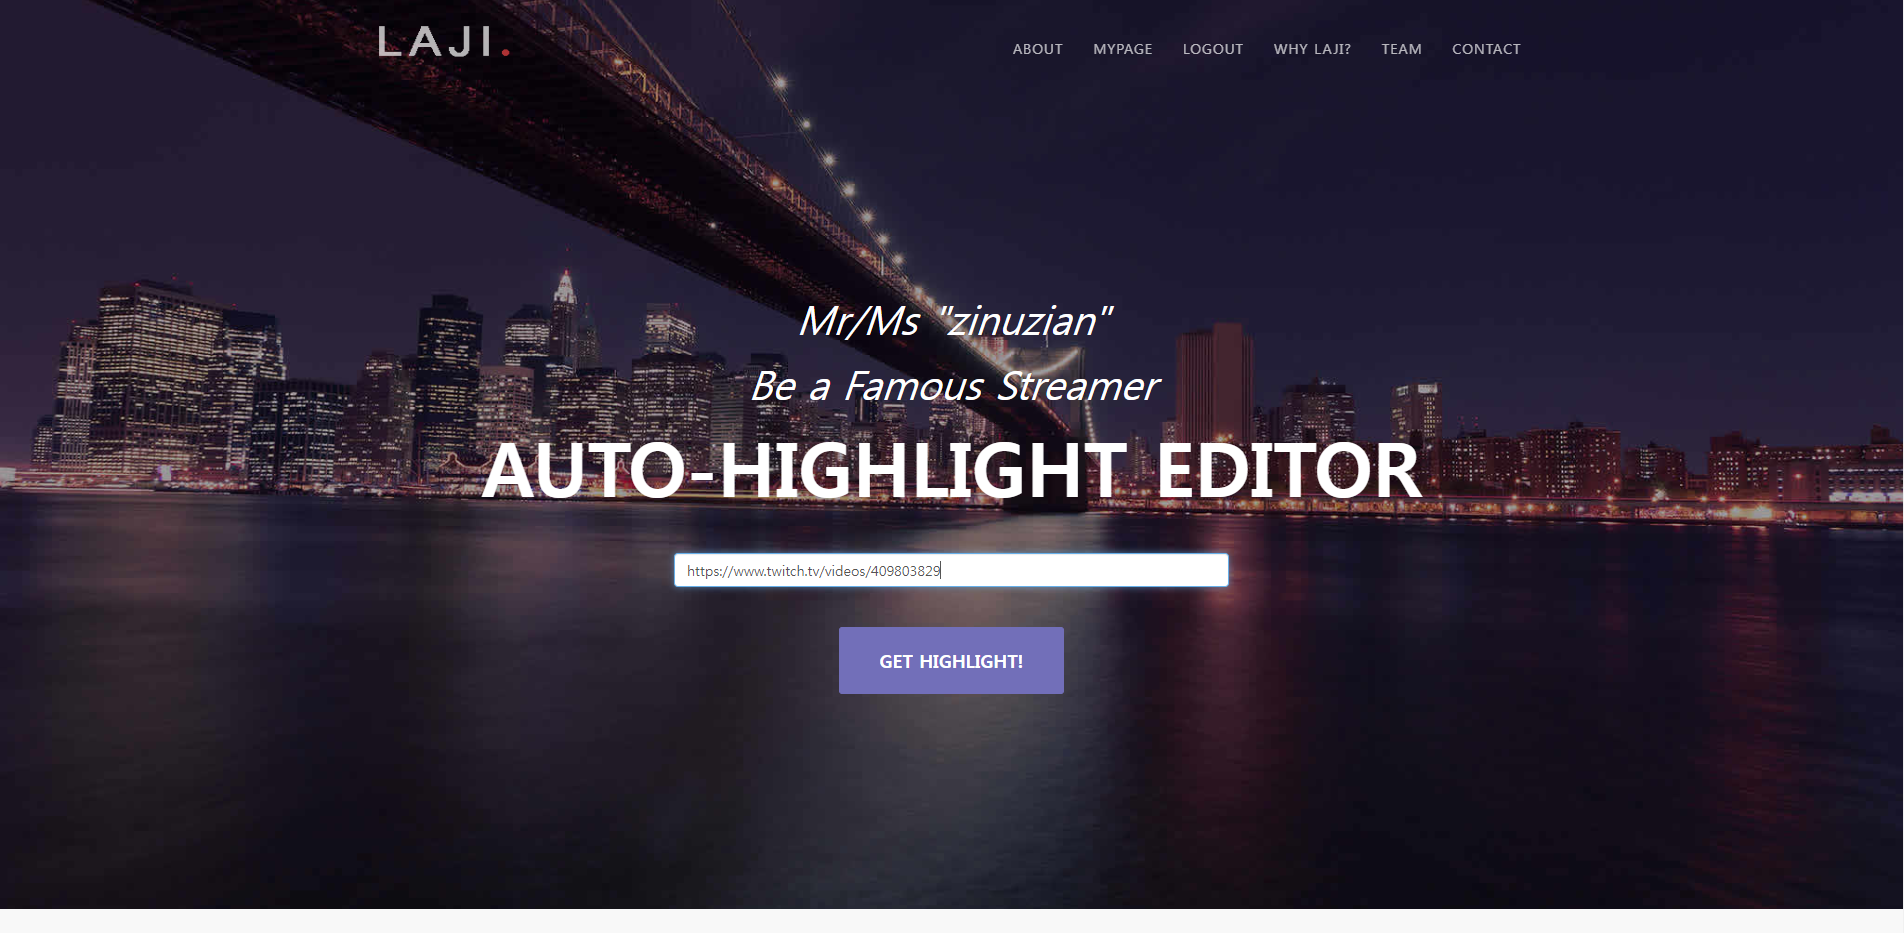 LAJI.
ABOUT MYPAGE LOGOUT WHY LAJI? TEAM CONTACT
Mr/Ms "zinuzian"
Be a Famous Streamer
AUTO-HIGHLIGHT EDITOR
https://www.twitch.tv/videos/409803829
GET HIGHLIGHT!